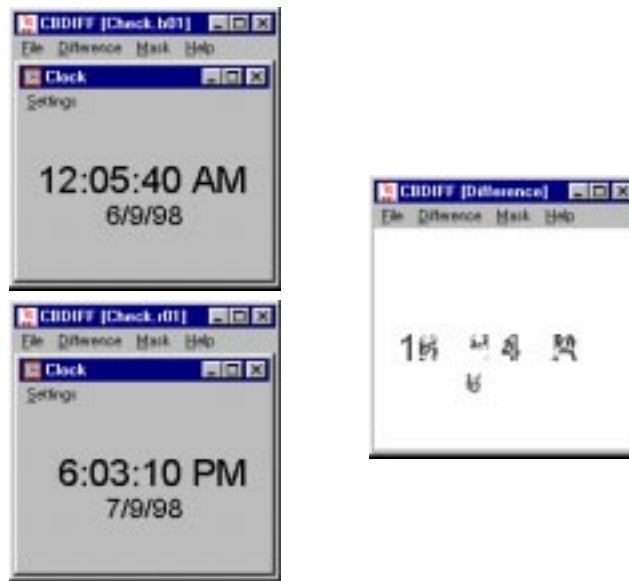 CBDIFF [Check.b01]
File Difference Mask Help
Clock
Settings
12:05:40 AM
6/9/98
CBDIFF [Check.r01]
File Difference Mask Help
Clock
Settings
6:03:10 PM
7/9/98
CBDIFF [Difference]
File Difference Mask Help
1